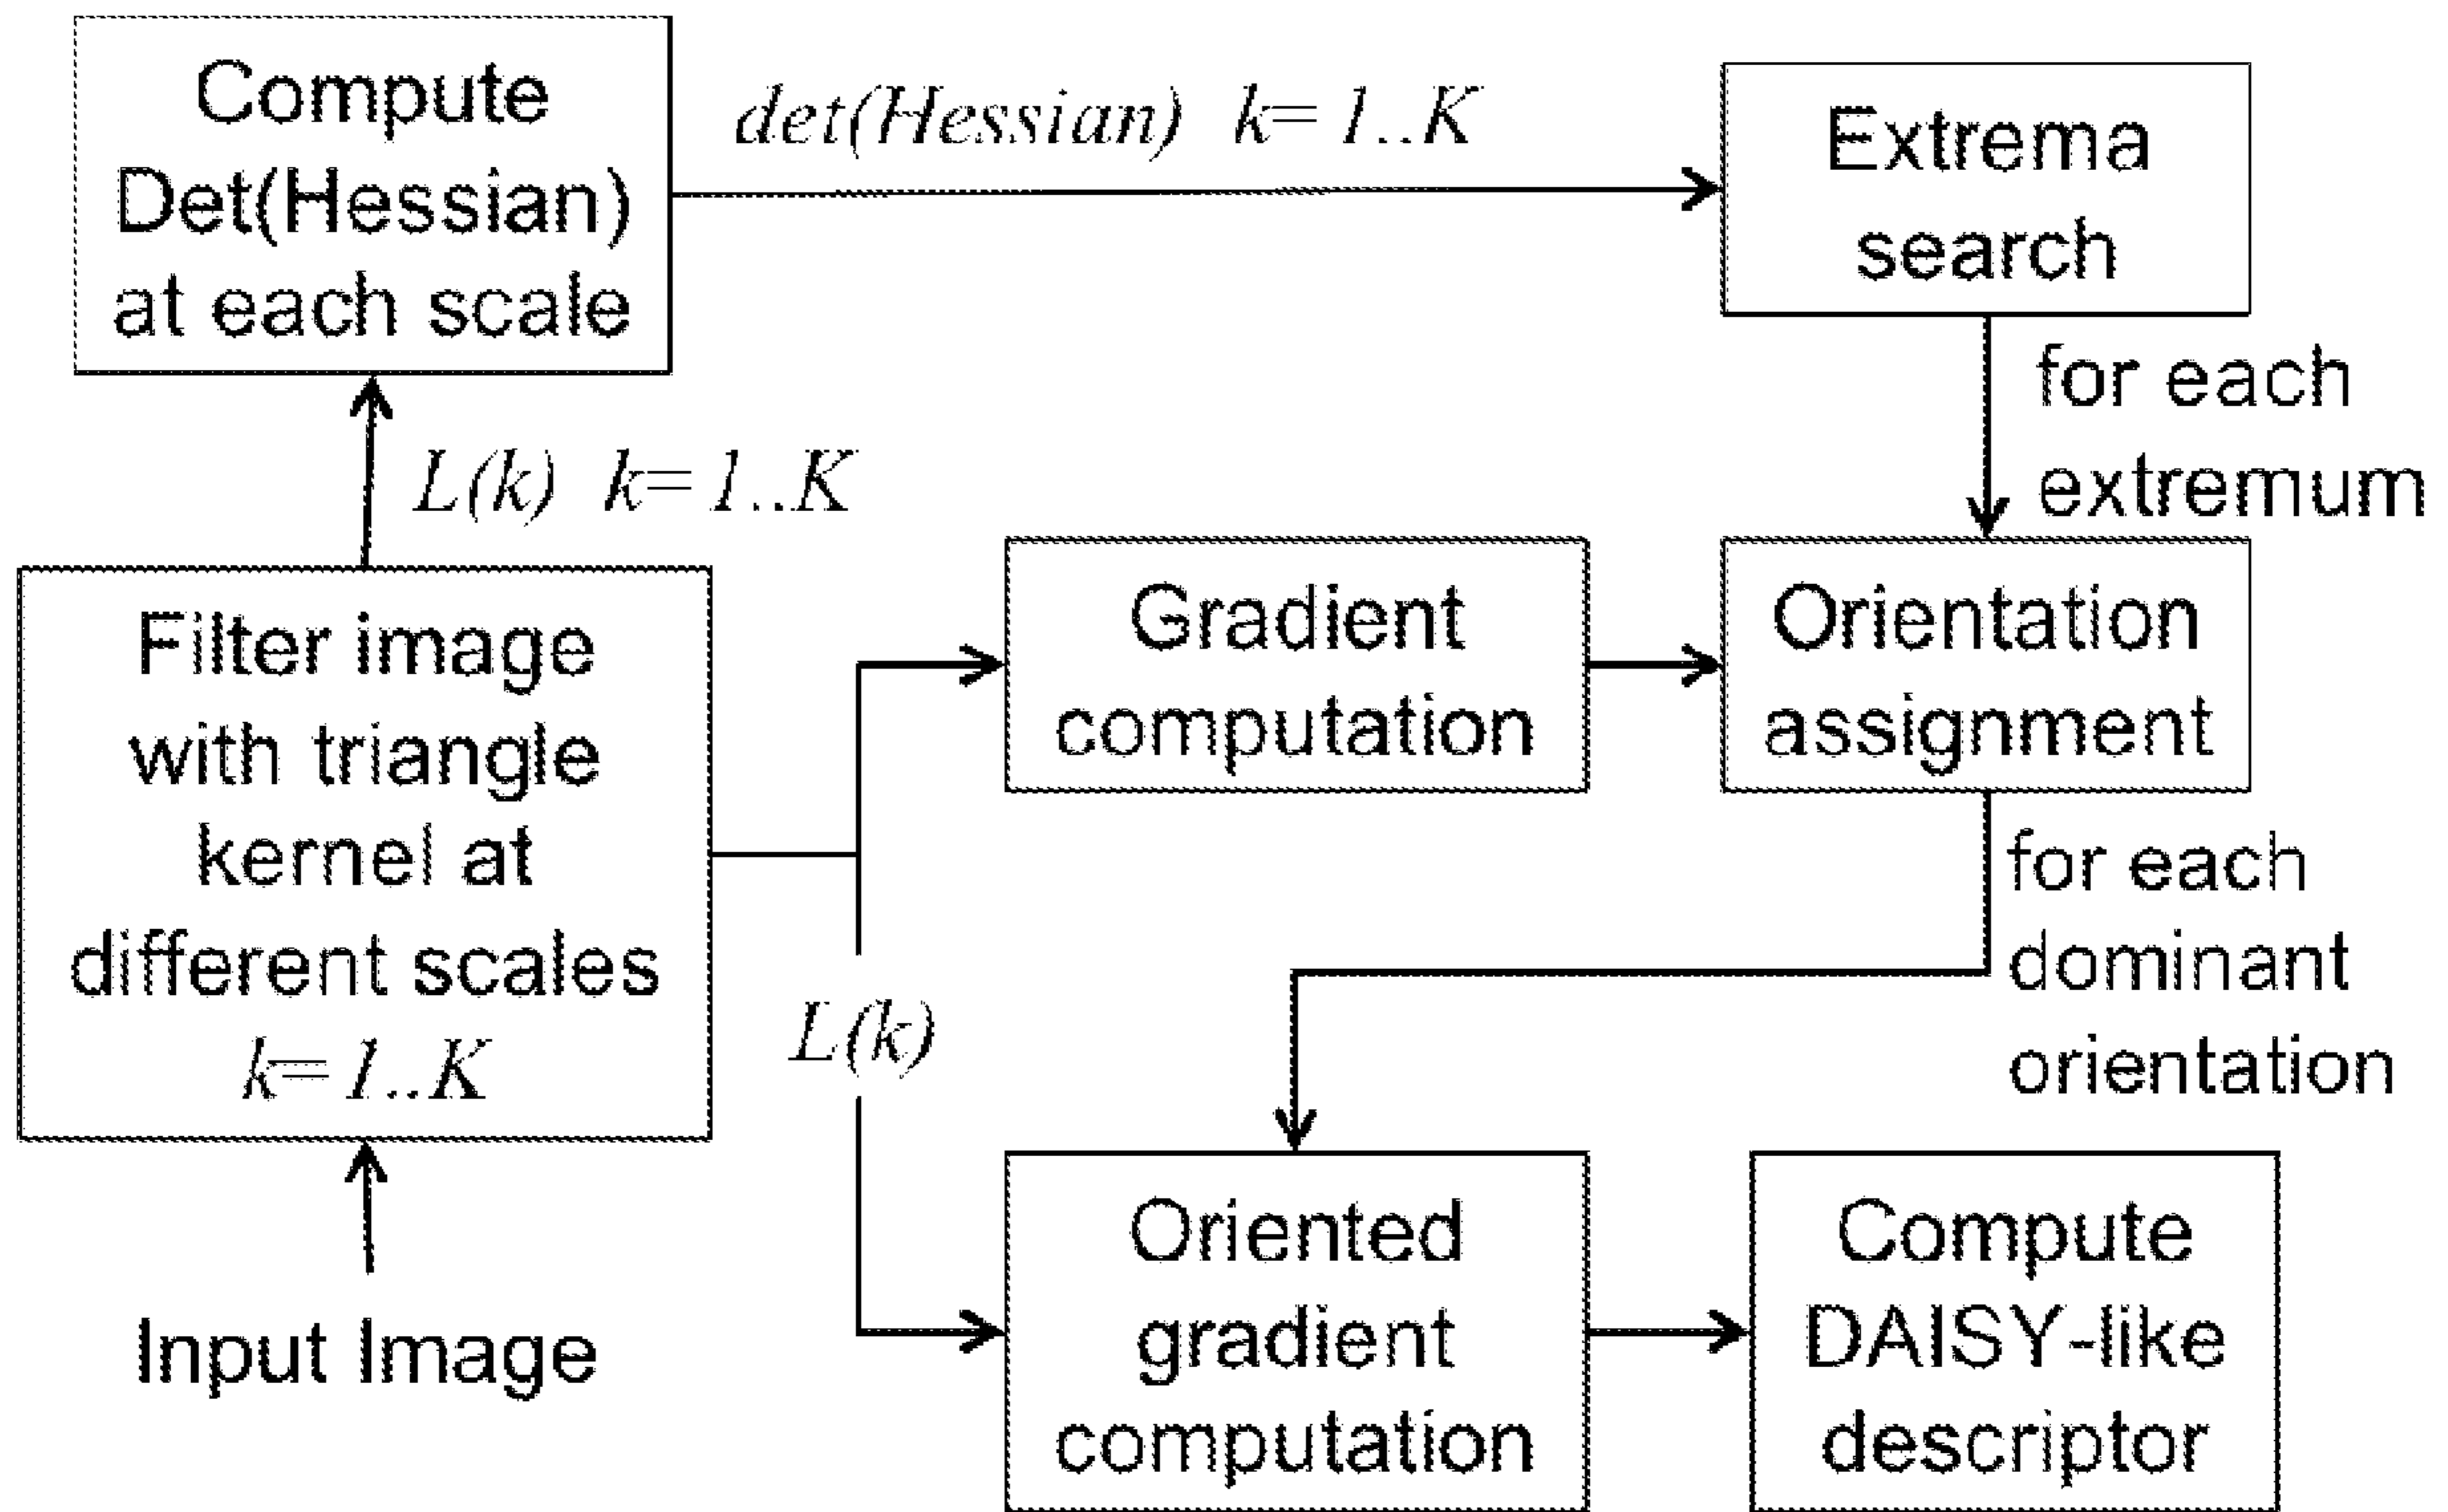 Compute
Det(Hessian)
at each scale
det(Hessian) k=1..K
Extrema
search
for each
extremum
L(k) k=1..K
Filter image
with triangle
kernel at
different scales
k=1..K
Gradient
computation
Orientation
assignment
for each
dominant
orientation
L(k)
Input Image
Oriented
gradient
computation
Compute
DAISY-like
descriptor